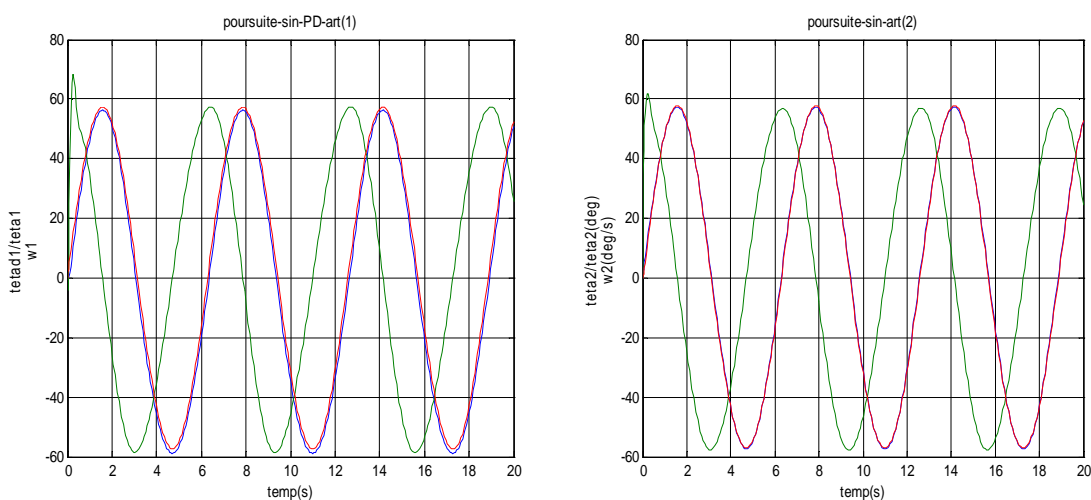 poursuite-sin-PD-art(1)
80
60
40
20
0
-20
-40
-60
tetad1/teta1
w1
0 2 4 6 8 10 12 14 16 18 20
temp(s)
poursuite-sin-art(2)
80
60
40
20
0
-20
-40
-60
teta2/teta2(deg)
w2(deg/s)
0 2 4 6 8 10 12 14 16 18 20
temp(s)